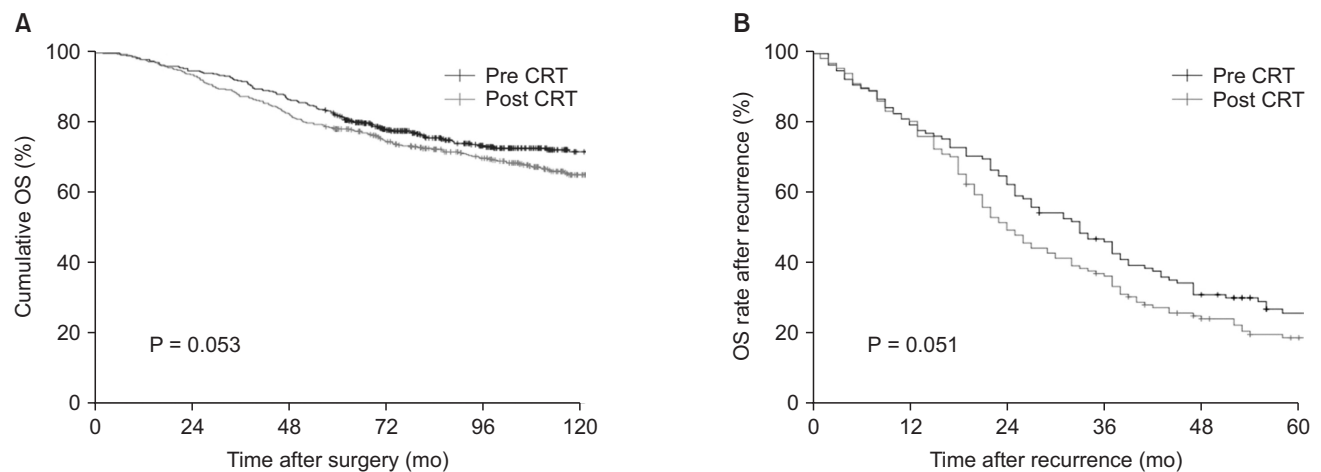 A
Cumulative OS (%)
100
80
60
40
20
0
Pre CRT
Post CRT
P = 0.053
0 24 48 72 96 120
Time after surgery (mo)
B
OS rate after recurrence (%)
100
80
60
40
20
0
Pre CRT
Post CRT
P = 0.051
0 12 24 36 48 60
Time after recurrence (mo)